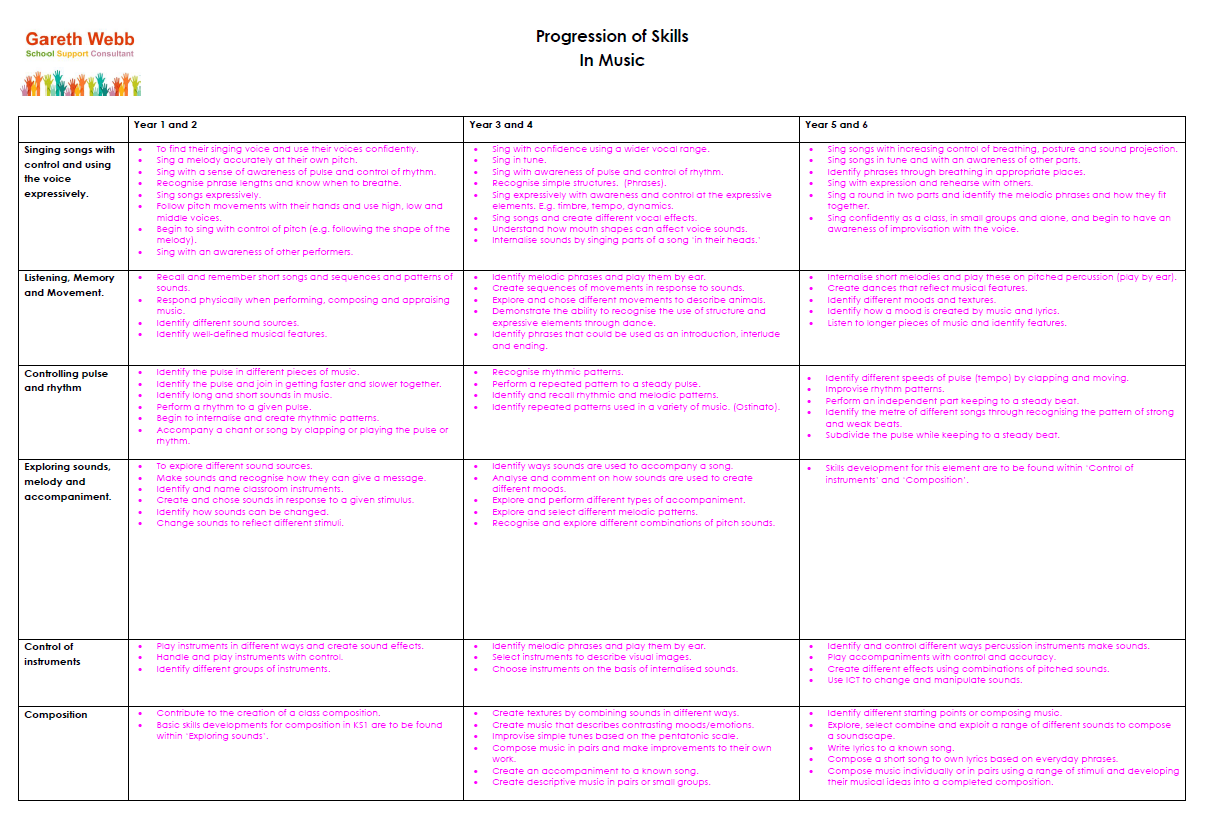 Gareth Webb
School Support Consultant
Progression of Skills
In Music
Year 1 and 2
Year 3 and 4
Year 5 and 6
Singing songs with
control and using
the voice
expressively.
• To find their singing voice and use their voices confidently.
• Sing a melody accurately at their own pitch.
• Sing with a sense of awareness of pulse and control of rhythm.
• Recognise phrase lengths and know when to breathe.
• Sing songs expressively.
• Follow pitch movements with their hands and use high, low and
middle voices.
• Begin to sing with control of pitch (e.g. following the shape of the
melody).
• Sing with an awareness of other performers.
• Sing with confidence using a wider vocal range.
• Sing in tune.
• Sing with awareness of pulse and control of rhythm.
• Recognise simple structures. (Phrases).
• Sing expressively with awareness and control at the expressive
elements. E.g. timbre, tempo, dynamics.
• Sing songs and create different vocal effects.
• Understand how mouth shapes can affect voice sounds.
• Internalise sounds by singing parts of a song ‘in their heads.’
• Sing songs with increasing control of breathing, posture and sound projection.
• Sing songs in tune and with an awareness of other parts.
• Identify phrases through breathing in appropriate places.
• Sing with expression and rehearse with others.
• Sing a round in two parts and identify the melodic phrases and how they fit
together.
• Sing confidently as a class, in small groups and alone, and begin to have an
awareness of improvisation with the voice.
Listening, Memory
and Movement.
• Recall and remember short songs and sequences and patterns of
sounds.
• Respond physically when performing, composing and appraising
music.
• Identify different sound sources.
• Identify well-defined musical features.
• Identify melodic phrases and play them by ear.
• Create sequences of movements in response to sounds.
• Explore and chose different movements to describe animals.
• Demonstrate the ability to recognise the use of structure and
expressive elements through dance.
• Identify phrases that could be used as an introduction, interlude
and ending.
• Internalise short melodies and play these on pitched percussion (play by ear).
• Create dances that reflect musical features.
• Identify different moods and textures.
• Identify how a mood is created by music and lyrics.
• Listen to longer pieces of music and identify features.
Controlling pulse
and rhythm
• Identify the pulse in different pieces of music.
• Identify the pulse and join in getting faster and slower together.
• Identify long and short sounds in music.
• Perform a rhythm to a given pulse.
• Begin to internalise and create rhythmic patterns.
• Accompany a chant or song by clapping or playing the pulse or
rhythm.
• Recognise rhythmic patterns.
• Perform a repeated pattern to a steady pulse.
• Identify and recall rhythmic and melodic patterns.
• Identify repeated patterns used in a variety of music. (Ostinato).
• Identify different speeds of pulse (tempo) by clapping and moving.
• Improvise rhythm patterns.
• Perform an independent part keeping to a steady beat.
• Identify the metre of different songs through recognising the pattern of strong
and weak beats.
• Subdivide the pulse while keeping to a steady beat.
Exploring sounds,
melody and
accompaniment.
• To explore different sound sources.
• Make sounds and recognise how they can give a message.
• Identify and name classroom instruments.
• Create and chose sounds in response to a given stimulus.
• Identify how sounds can be changed.
• Change sounds to reflect different stimuli.
• Identify ways sounds are used to accompany a song.
• Analyse and comment on how sounds are used to create
different moods.
• Explore and perform different types of accompaniment.
• Explore and select different melodic patterns.
• Recognise and explore different combinations of pitch sounds.
• Skills development for this element are to be found within ‘Control of
instruments’ and ‘Composition’.
Control of
instruments
• Play instruments in different ways and create sound effects.
• Handle and play instruments with control.
• Identify different groups of instruments.
• Identify melodic phrases and play them by ear.
• Select instruments to describe visual images.
• Choose instruments on the basis of internalised sounds.
• Identify and control different ways percussion instruments make sounds.
• Play accompaniments with control and accuracy.
• Create different effects using combinations of pitched sounds.
• Use ICT to change and manipulate sounds.
Composition
• Contribute to the creation of a class composition.
• Basic skills developments for composition in KS1 are to be found
within ‘Exploring sounds’.
• Create textures by combining sounds in different ways.
• Create music that describes contrasting moods/emotions.
• Improvise simple tunes based on the pentatonic scale.
• Compose music in pairs and make improvements to their own
work.
• Create an accompaniment to a known song.
• Create descriptive music in pairs or small groups.
• Identify different starting points or composing music.
• Explore, select combine and exploit a range of different sounds to compose
a soundscape.
• Write lyrics to a known song.
• Compose a short song to own lyrics based on everyday phrases.
• Compose music individually or in pairs using a range of stimuli and developing
their musical ideas into a completed composition.